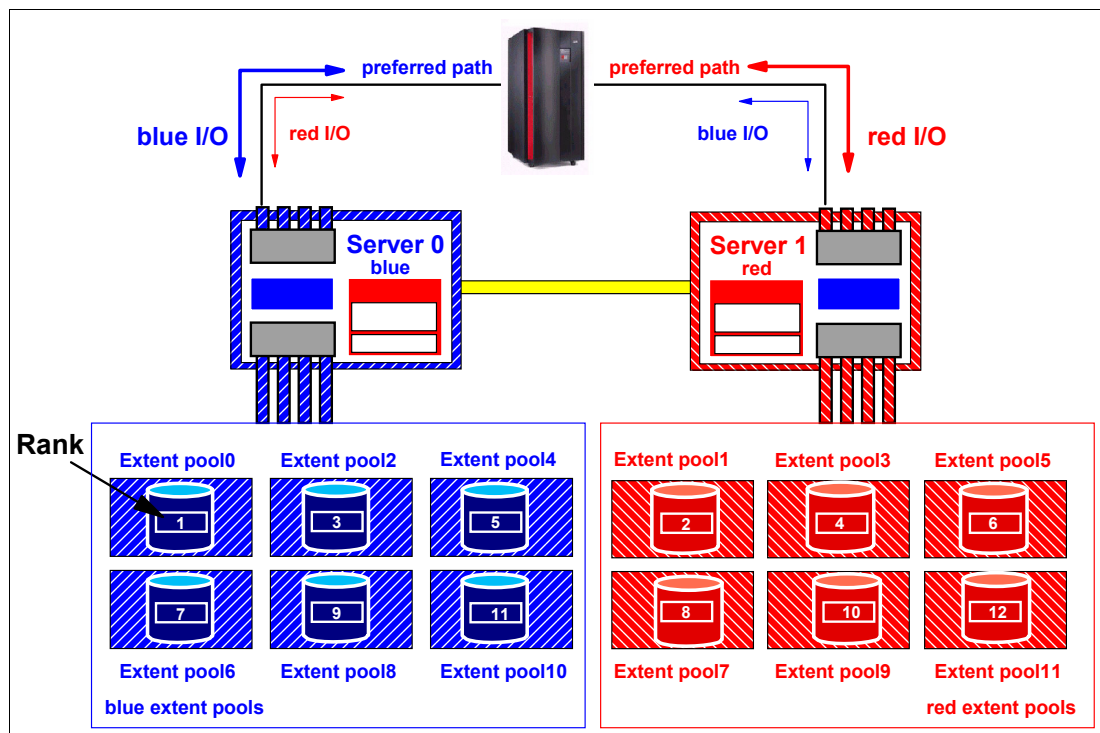 preferred path
preferred path
blue I/O
red I/O
blue I/O
red I/O
Server 0
blue
Server 1
red
Rank
Extent pool0
Extent pool2
Extent pool4
Extent pool1
Extent pool3
Extent pool5
1
3
5
2
4
6
7
9
11
8
10
12
Extent pool6
Extent pool8
Extent pool10
Extent pool7
Extent pool9
Extent pool11
blue extent pools
red extent pools